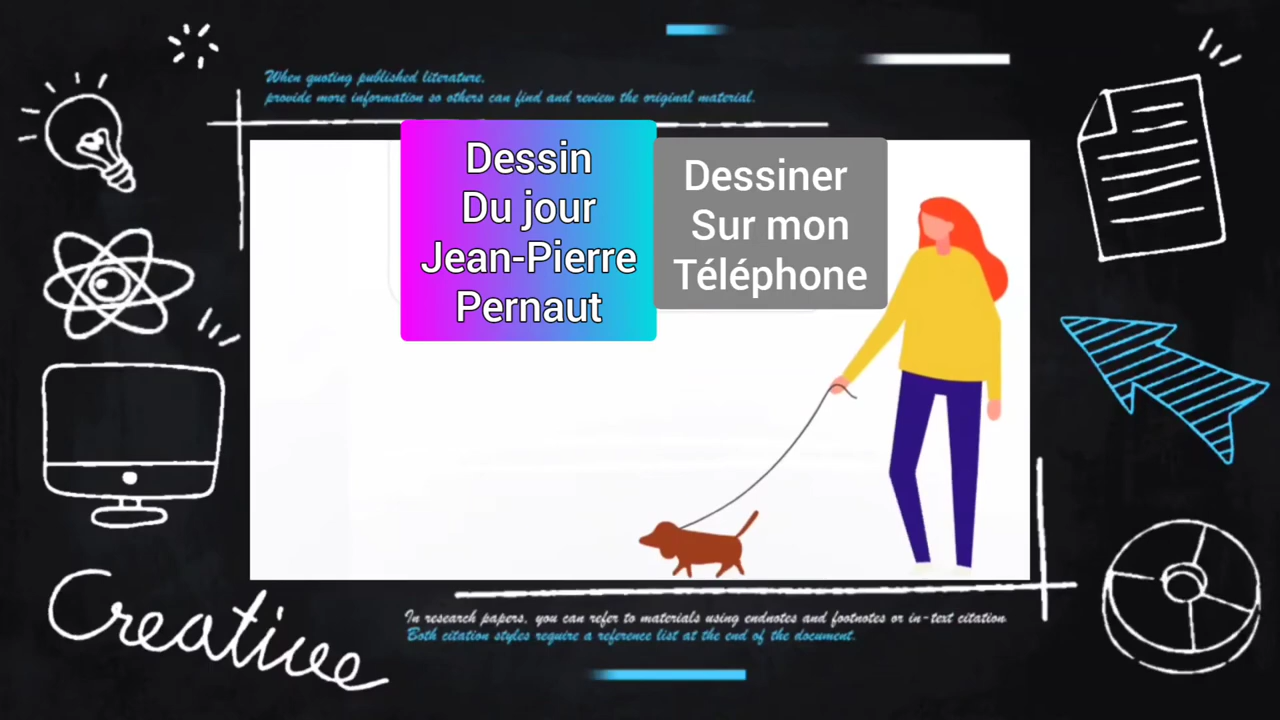 When quoting published literature,
provide more information so others can find and review the original material.
Dessin
Du jour
Jean-Pierre
Pernaut
Dessiner
Sur mon
Téléphone
Creative
In research papers, you can refer to materials using endnotes and footnotes or in-text citation
Both citation styles require a reference list at the end of the document.